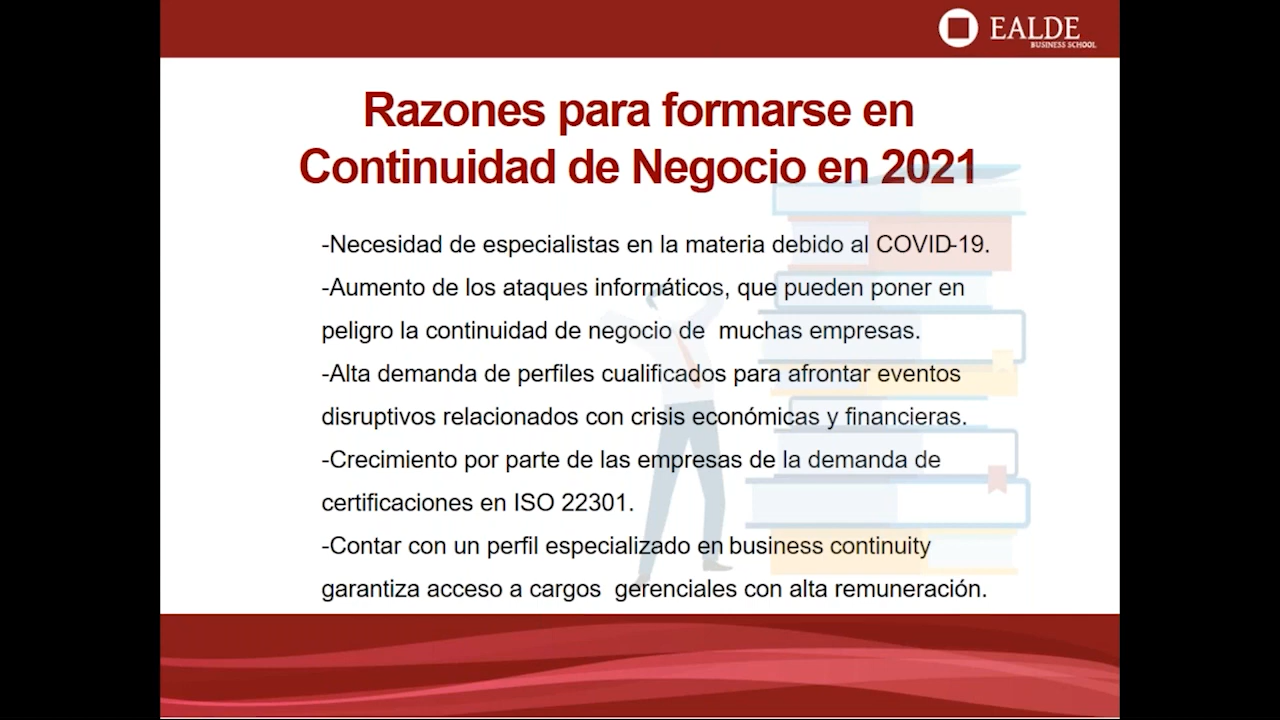 EALDE
BUSINESS SCHOOL
Razones para formarse en
Continuidad de Negocio en 2021
-Necesidad de especialistas en la materia debido al COVID-19.
-Aumento de los ataques informáticos, que pueden poner en
peligro la continuidad de negocio de  muchas empresas.
-Alta demanda de perfiles cualificados para afrontar eventos
disruptivos relacionados con crisis económicas y financieras.
-Crecimiento por parte de las empresas de la demanda de
certificaciones en ISO 22301.
-Contar con un perfil especializado en business continuity
garantiza acceso a cargos  gerenciales con alta remuneración.